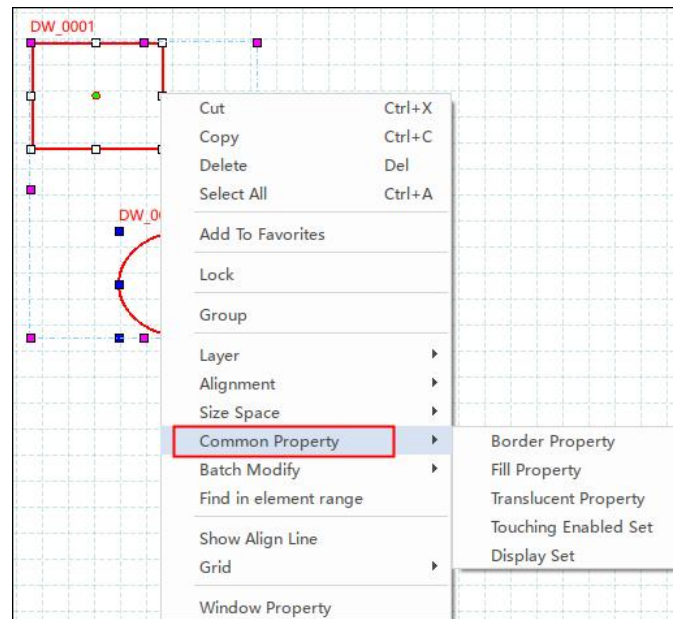 DW_0001
Cut Ctrl+X
Copy Ctrl+C
Delete Del
Select All Ctrl+A
DW_00
Add To Favorites
Lock
Group
Layer
Alignment
Size Space
Common Property
Border Property
Batch Modify
Fill Property
Find in element range
Translucent Property
Touching Enabled Set
Show Align Line
Display Set
Grid
Window Property